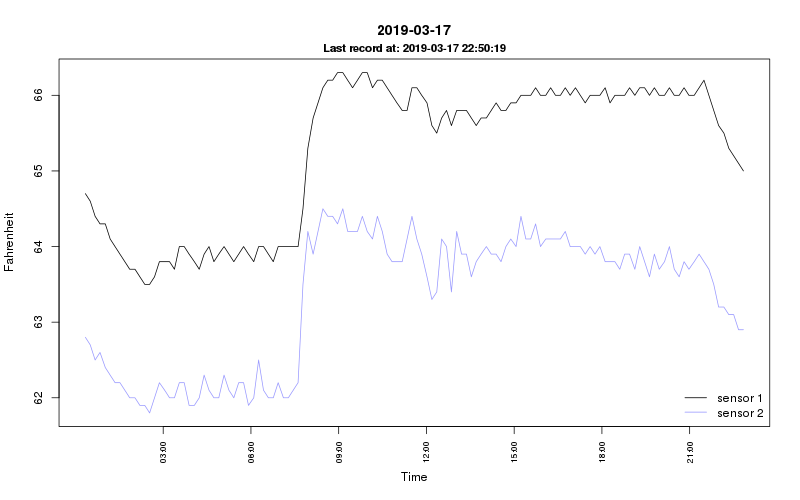 2019-03-17
Last record at: 2019-03-17 22:50:19
Fahrenheit
66
65
64
63
62
sensor 1
sensor 2
03:00 06:00 09:00 12:00 15:00 18:00 21:00
Time